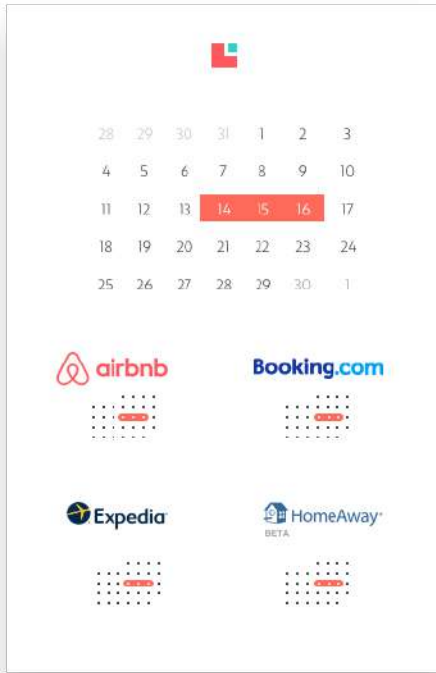 28 29 30 31 1 2 3
4 5 6 7 8 9 10
11 12 13 14 15 16 17
18 19 20 21 22 23 24
25 26 27 28 29 30 1
airbnb
Booking.com
Expedia
HomeAway
BETA